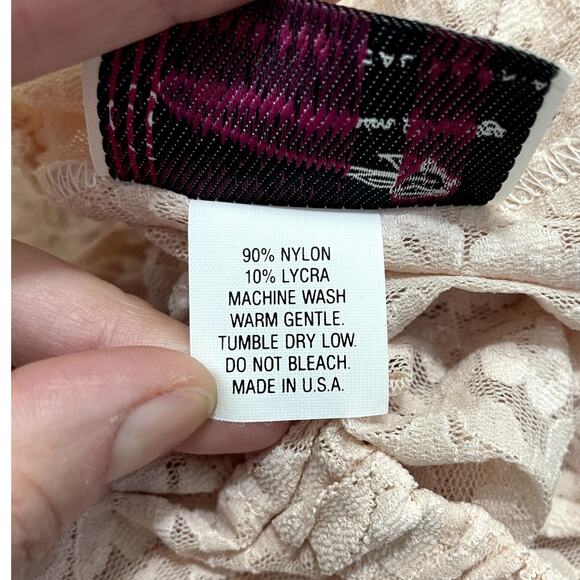 90% NYLON
10% LYCRA
MACHINE WASH
WARM GENTLE.
TUMBLE DRY LOW.
DO NOT BLEACH.
MADE IN U.S.A.